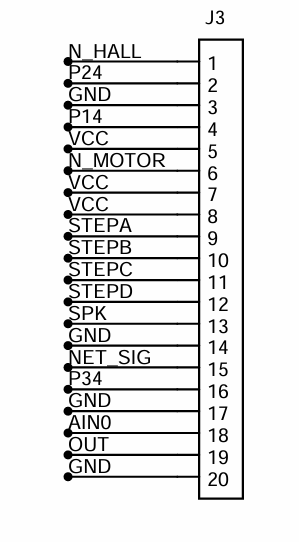 J3
N_HALL 1
P24 2
GND 3
P14 4
VCC 5
N_MOTOR 6
VCC 7
VCC 8
STEPA 9
STEPB 10
STEPC 11
STEPD 12
SPK 13
GND 14
NET_SIG 15
P34 16
GND 17
AIN0 18
OUT 19
GND 20